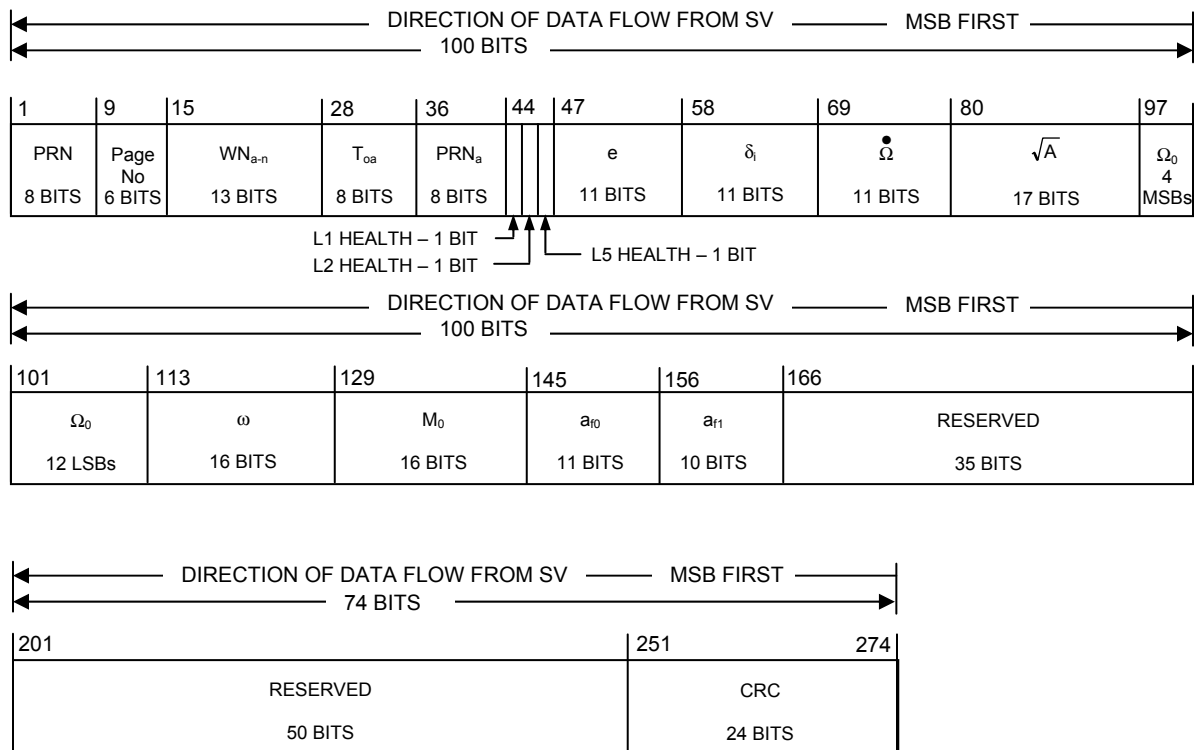 DIRECTION OF DATA FLOW FROM SV MSB FIRST
100 BITS
1 9 15 28 36 44 47 58 69 80 97
PRN Page No WNa-n Toa PRNa e δi Ω̇ √A Ω0 4 MSBs
8 BITS 6 BITS 13 BITS 8 BITS 8 BITS 11 BITS 11 BITS 11 BITS 17 BITS
L1 HEALTH – 1 BIT
L2 HEALTH – 1 BIT
L5 HEALTH – 1 BIT
DIRECTION OF DATA FLOW FROM SV MSB FIRST
100 BITS
101 113 129 145 156 166
Ω0 ω M0 af0 af1 RESERVED
12 LSBs 16 BITS 16 BITS 11 BITS 10 BITS 35 BITS
DIRECTION OF DATA FLOW FROM SV MSB FIRST
74 BITS
201 251 274
RESERVED CRC
50 BITS 24 BITS